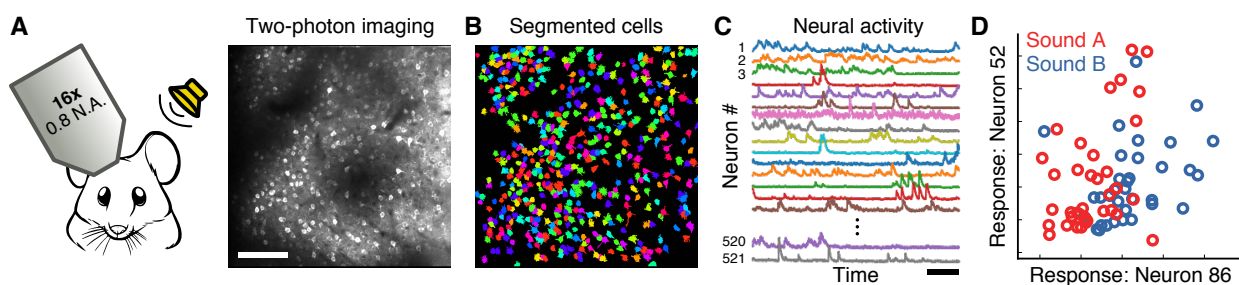 A
16x
0.8 N.A.
Two-photon imaging
B
Segmented cells
C
Neural activity
Neuron #
1
2
3
520
521
Time
D
Sound A
Sound B
Response: Neuron 52
Response: Neuron 86